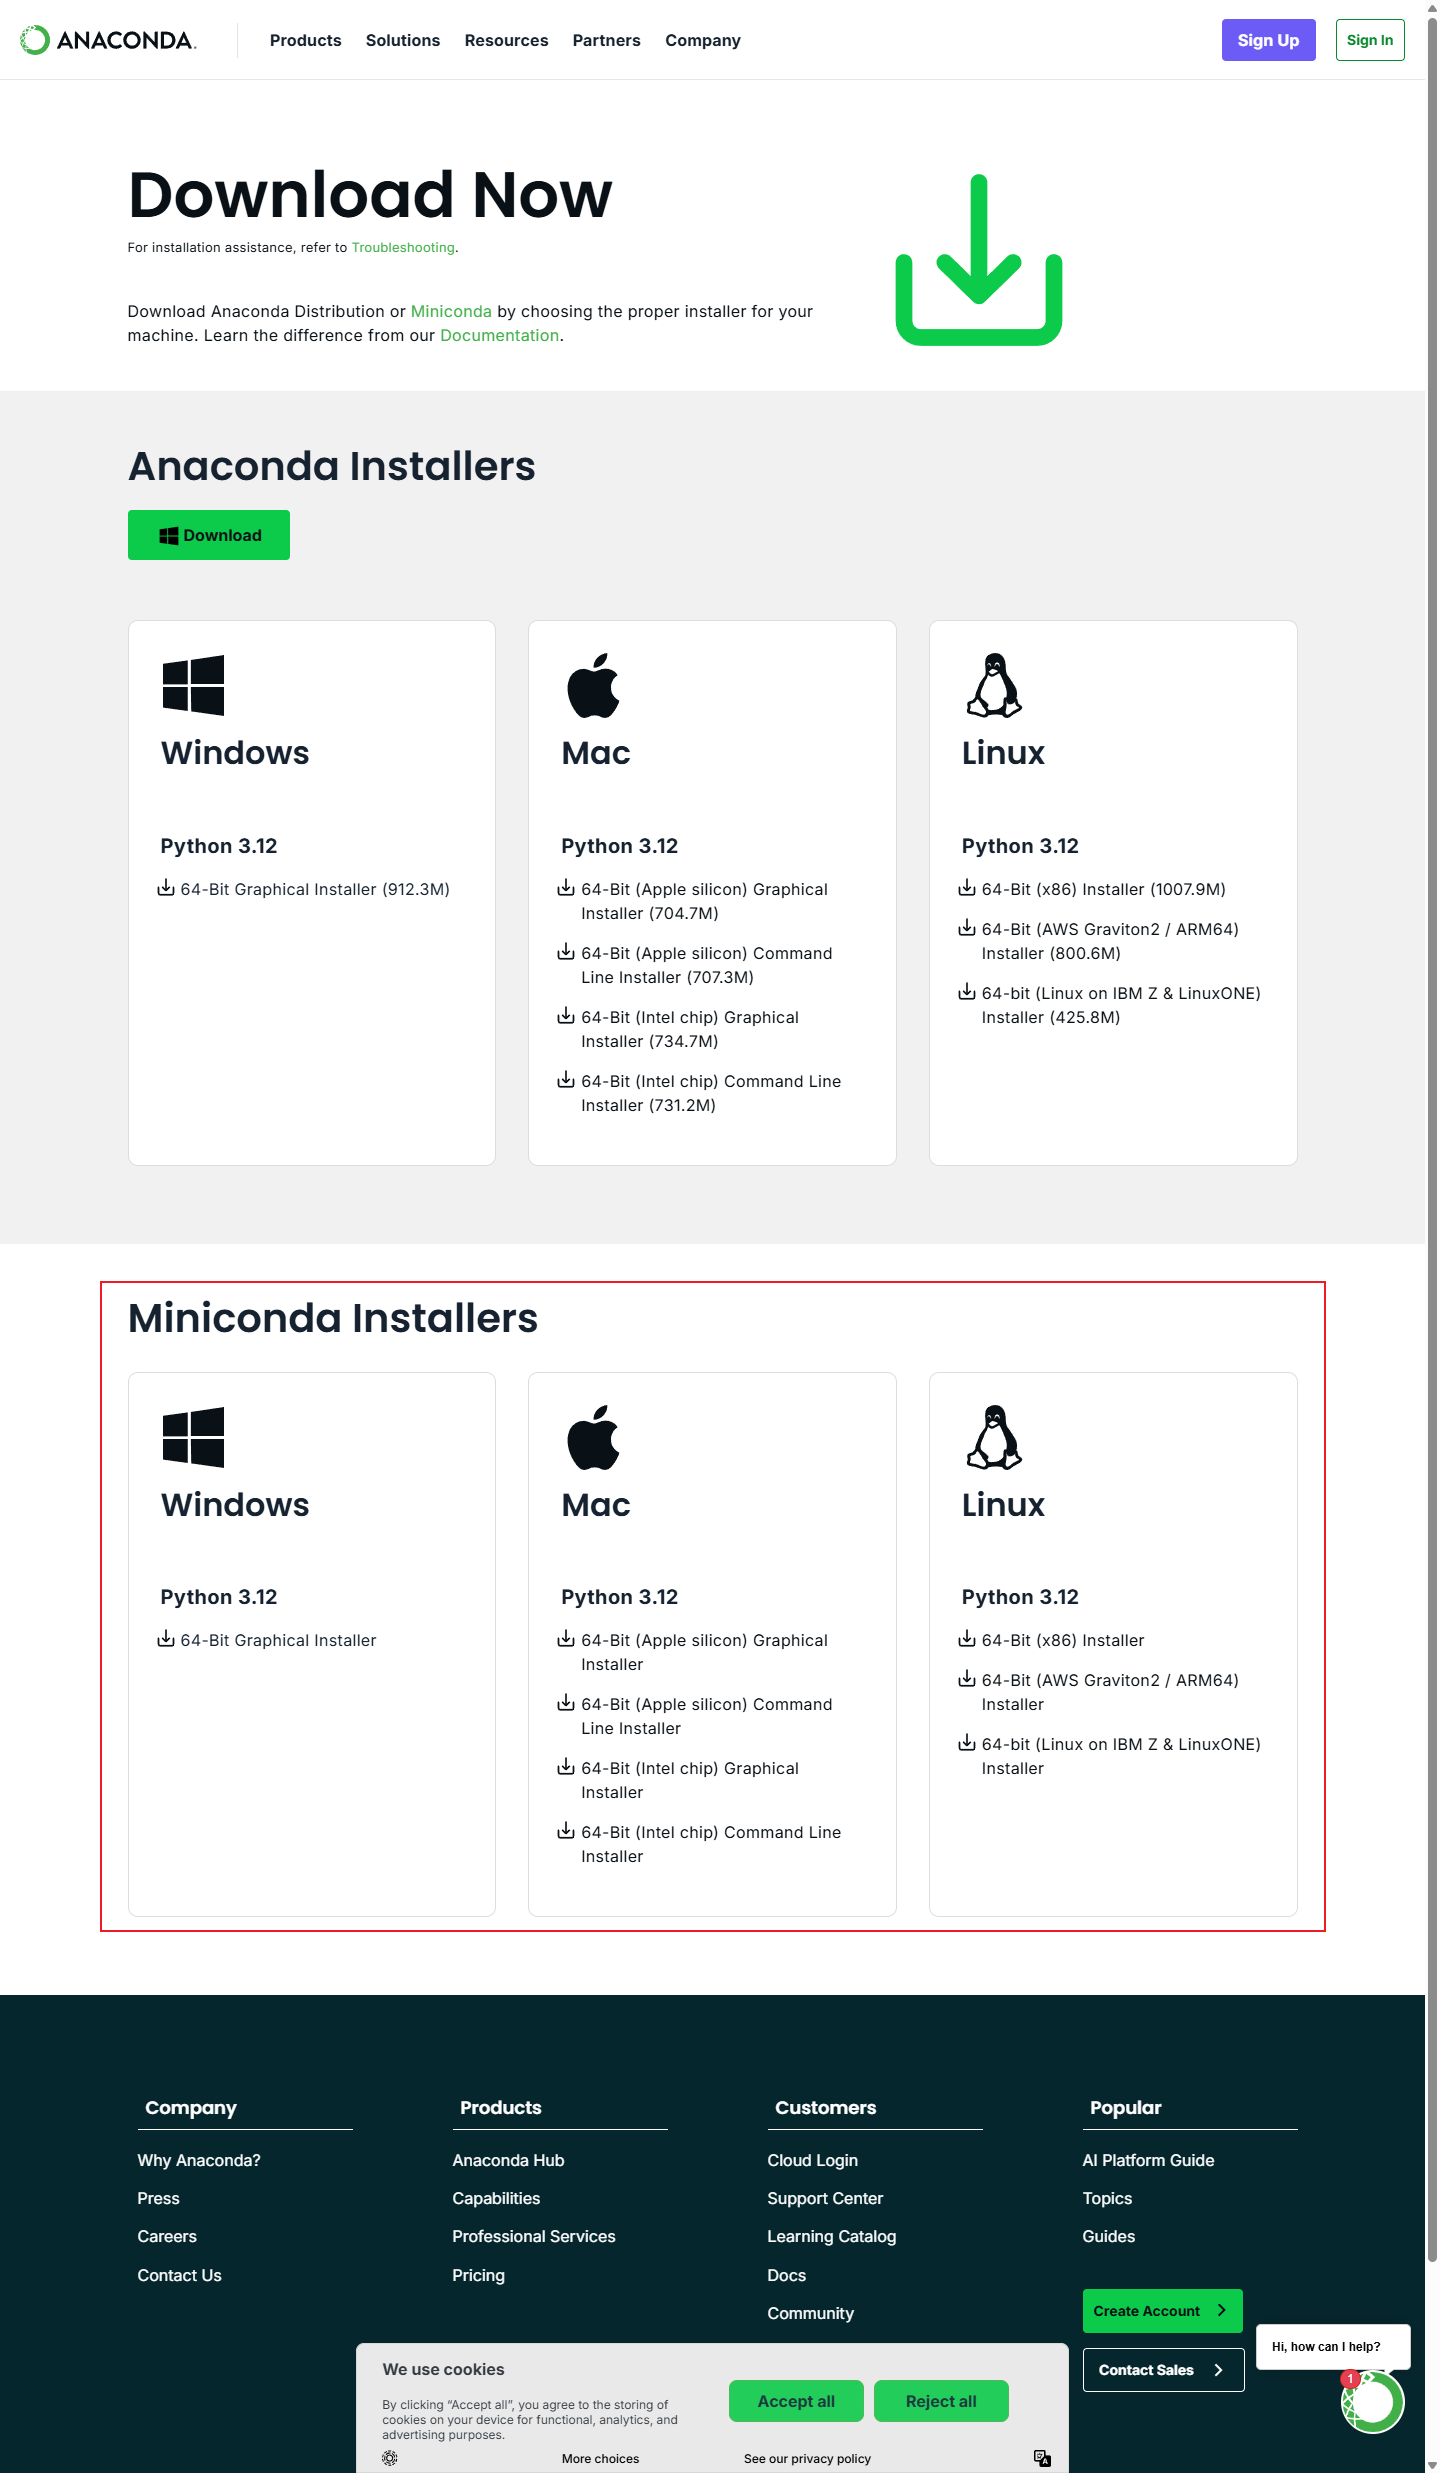 ANACONDA.
Products
Solutions
Resources
Partners
Company
Sign Up
Sign In
Download Now
For installation assistance, refer to Troubleshooting.
Download Anaconda Distribution or Miniconda by choosing the proper installer for your
machine. Learn the difference from our Documentation.
Anaconda Installers
Download
Windows
Python 3.12
64-Bit Graphical Installer (912.3M)
Mac
Python 3.12
64-Bit (Apple silicon) Graphical
Installer (704.7M)
64-Bit (Apple silicon) Command
Line Installer (707.3M)
64-Bit (Intel chip) Graphical
Installer (734.7M)
64-Bit (Intel chip) Command Line
Installer (731.2M)
Linux
Python 3.12
64-Bit (x86) Installer (1007.9M)
64-Bit (AWS Graviton2 / ARM64)
Installer (800.6M)
64-bit (Linux on IBM Z & LinuxONE)
Installer (425.8M)
Miniconda Installers
Windows
Python 3.12
64-Bit Graphical Installer
Mac
Python 3.12
64-Bit (Apple silicon) Graphical
Installer
64-Bit (Apple silicon) Command
Line Installer
64-Bit (Intel chip) Graphical
Installer
64-Bit (Intel chip) Command Line
Installer
Linux
Python 3.12
64-Bit (x86) Installer
64-Bit (AWS Graviton2 / ARM64)
Installer
64-bit (Linux on IBM Z & LinuxONE)
Installer
Company
Why Anaconda?
Press
Careers
Contact Us
Products
Anaconda Hub
Capabilities
Professional Services
Pricing
Customers
Cloud Login
Support Center
Learning Catalog
Docs
Community
Popular
AI Platform Guide
Topics
Guides
Create Account
Contact Sales
Hi, how can I help?
1
We use cookies
By clicking “Accept all”, you agree to the storing of
cookies on your device for functional, analytics, and
advertising purposes.
Accept all
Reject all
More choices
See our privacy policy